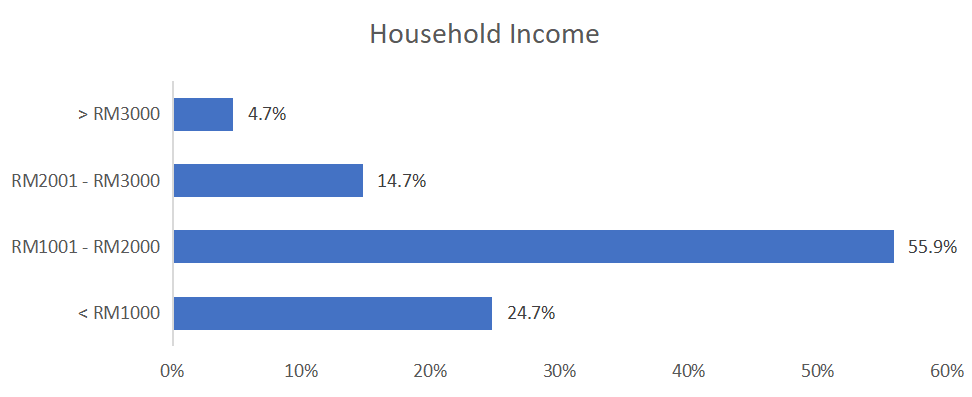 Household Income
> RM3000
4.7%
RM2001 - RM3000
14.7%
RM1001 - RM2000
55.9%
< RM1000
24.7%
0% 10% 20% 30% 40% 50% 60%